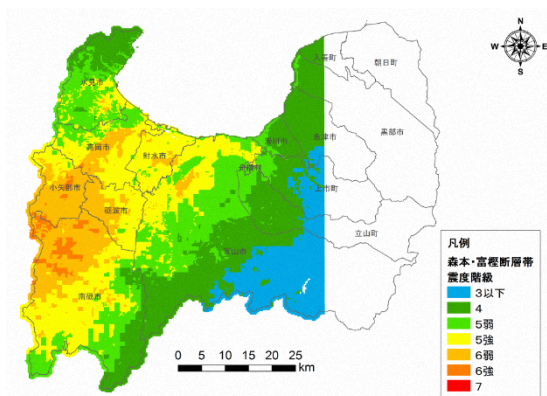 N
W
E
S
入善町
朝日町
氷見市
黒部市
魚津市
高岡市
射水市
滑川市
舟橋村
上市町
小矢部市
砺波市
立山町
富山市
南砺市
凡例
森本・富樫断層帯
震度階級
3以下
4
5弱
5強
6弱
6強
7
0 5 10 15 20 25
km